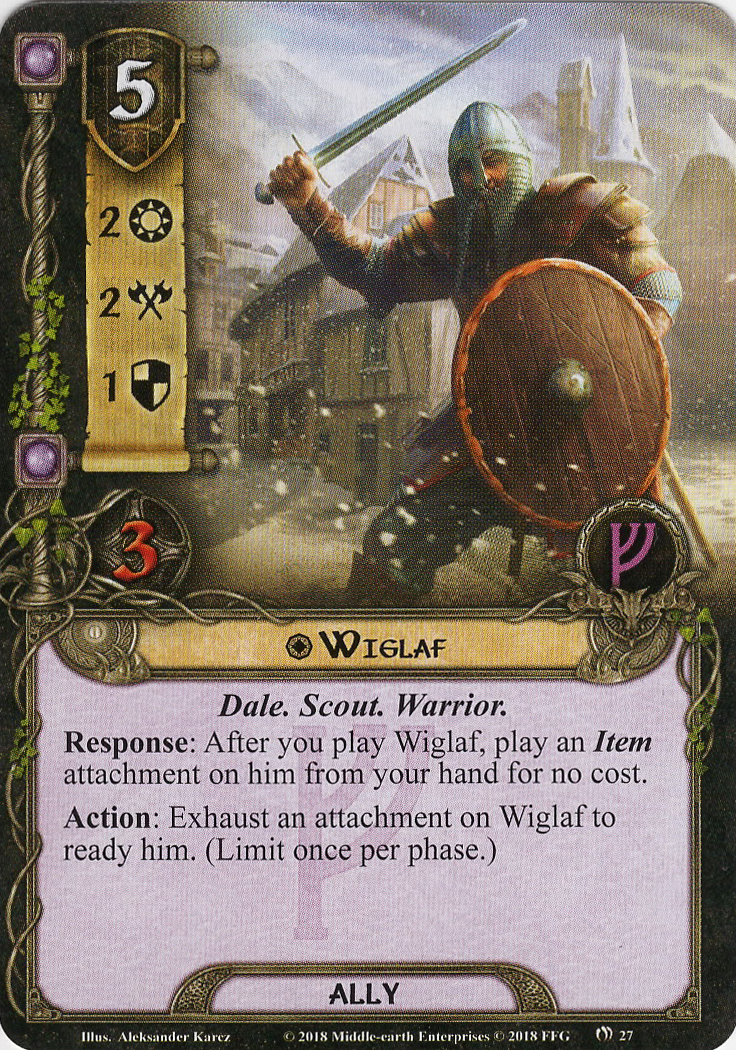 5
2
2
1
3
Wiglaf
Dale. Scout. Warrior.
Response: After you play Wiglaf, play an Item
attachment on him from your hand for no cost.
Action: Exhaust an attachment on Wiglaf to
ready him. (Limit once per phase.)
ALLY
Illus. Aleksander Karcz © 2018 Middle-earth Enterprises © 2018 FFG 27